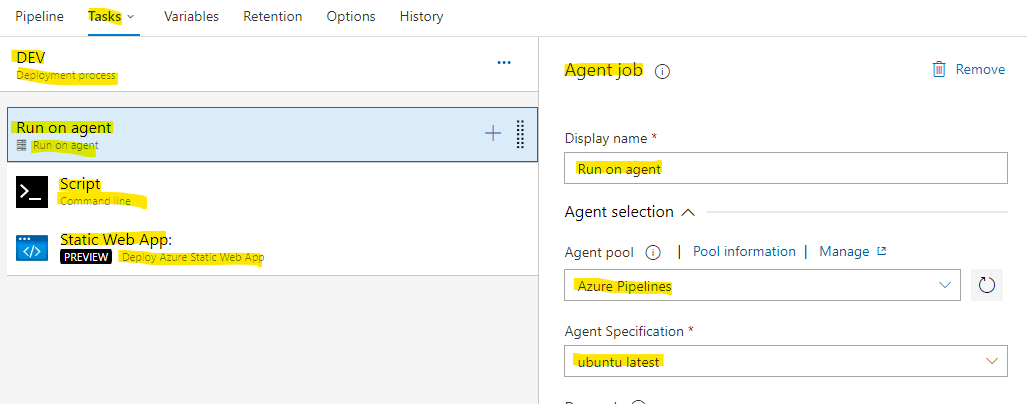 Pipeline Tasks Variables Retention Options History
DEV
Deployment process
Run on agent
Run on agent
Script
Command line
Static Web App:
PREVIEW Deploy Azure Static Web App
Agent job
Remove
Display name *
Run on agent
Agent selection
Agent pool | Pool information | Manage
Azure Pipelines
Agent Specification *
ubuntu latest